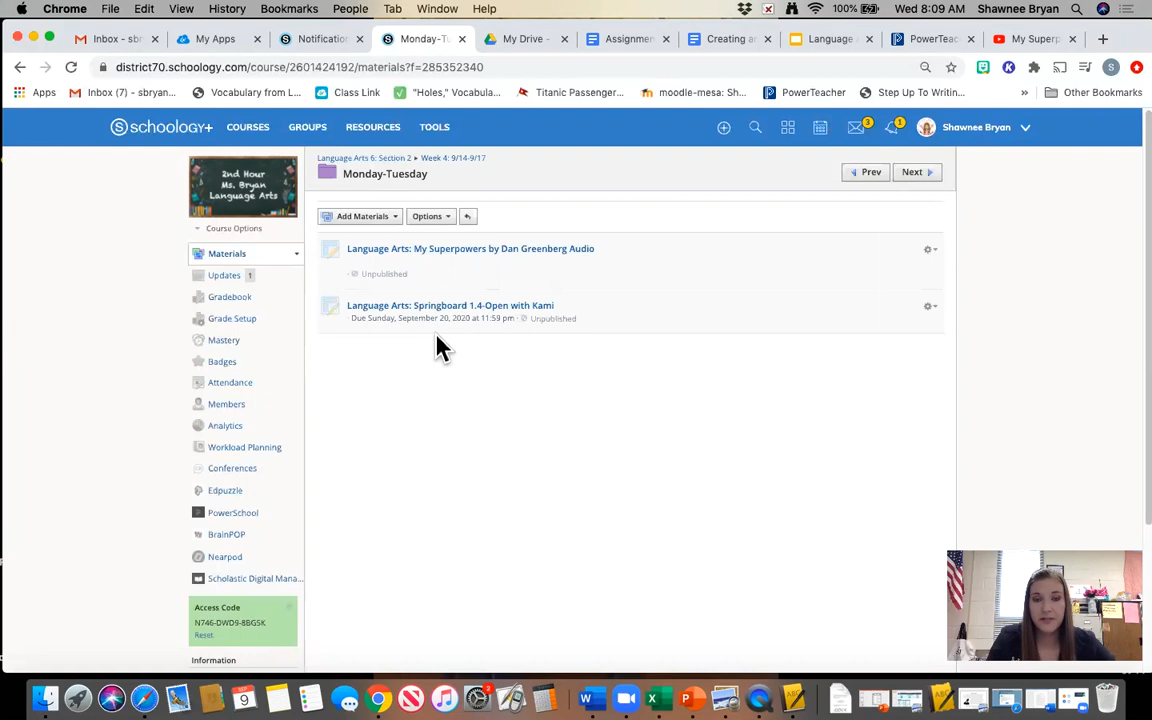 Chrome File Edit View History Bookmarks People Tab Window Help 100% Wed 8:09 AM Shawnee Bryan
Inbox - sbr
My Apps
Notification
Monday-Tu
My Drive -
Assignmen
Creating a
Language
PowerTeac
My Superp
district70.schoology.com/course/2601424192/materials?f=285352340
Apps Inbox (7) - sbryan... Vocabulary from L... Class Link "Holes," Vocabula... Titanic Passenger... moodle-mesa: Sh... PowerTeacher Step Up To Writin... » Other Bookmarks
schoology+ COURSES GROUPS RESOURCES TOOLS 3 1 Shawnee Bryan
Language Arts 6: Section 2 ▸ Week 4: 9/14-9/17
Monday-Tuesday
Prev Next
2nd Hour
Ms. Bryan
Language Arts
Add Materials Options
Course Options
Language Arts: My Superpowers by Dan Greenberg Audio
Materials
· Unpublished
Updates 1
Gradebook
Language Arts: Springboard 1.4-Open with Kami
Due Sunday, September 20, 2020 at 11:59 pm · Unpublished
Grade Setup
Mastery
Badges
Attendance
Members
Analytics
Workload Planning
Conferences
Edpuzzle
PowerSchool
BrainPOP
Nearpod
Scholastic Digital Mana...
Access Code
N746-DWD9-8BGSK
Reset
Information